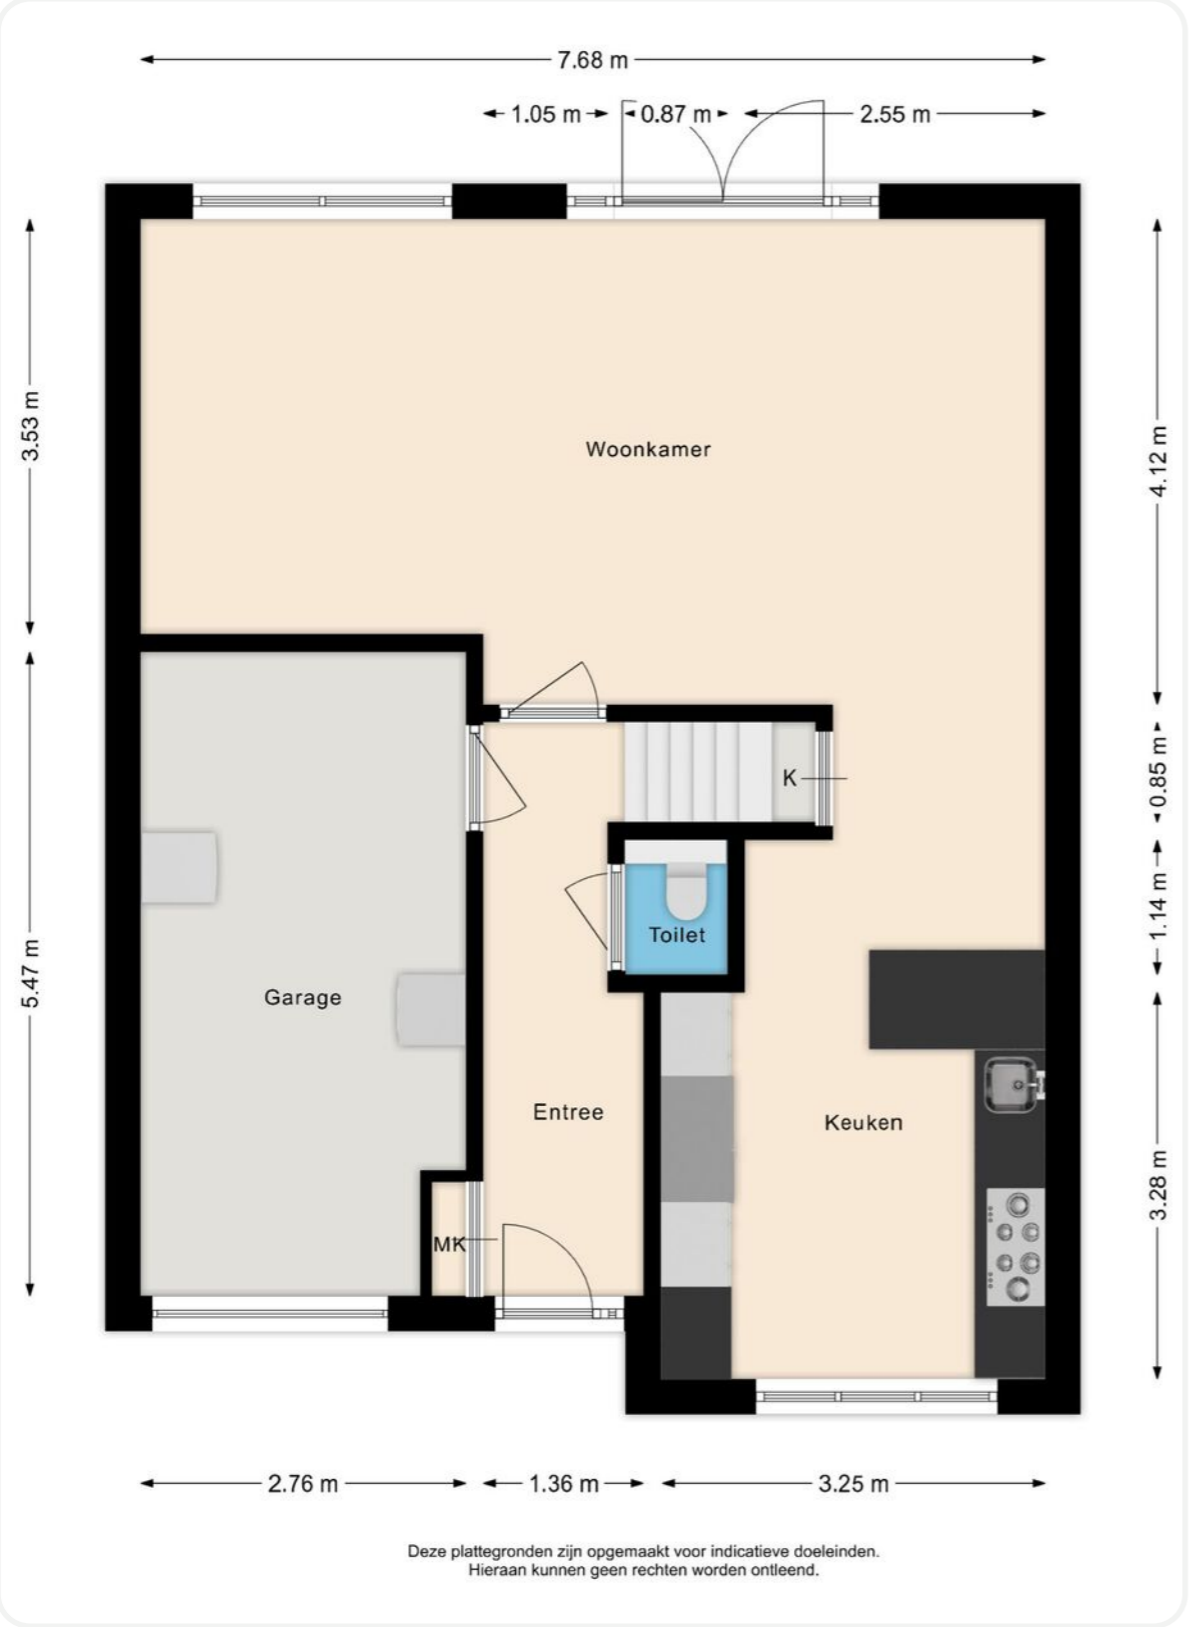 7.68 m
1.05 m
0.87 m
2.55 m
3.53 m
4.12 m
Woonkamer
0.85 m
K
1.14 m
Toilet
5.47 m
Garage
Entree
Keuken
3.28 m
MK
2.76 m
1.36 m
3.25 m
Deze plattegronden zijn opgemaakt voor indicatieve doeleinden.
Hieraan kunnen geen rechten worden ontleend.